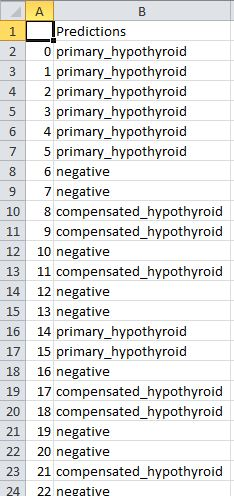 A B
1 Predictions
2 0 primary_hypothyroid
3 1 primary_hypothyroid
4 2 primary_hypothyroid
5 3 primary_hypothyroid
6 4 primary_hypothyroid
7 5 primary_hypothyroid
8 6 negative
9 7 negative
10 8 compensated_hypothyroid
11 9 compensated_hypothyroid
12 10 negative
13 11 compensated_hypothyroid
14 12 negative
15 13 negative
16 14 primary_hypothyroid
17 15 primary_hypothyroid
18 16 negative
19 17 compensated_hypothyroid
20 18 compensated_hypothyroid
21 19 negative
22 20 negative
23 21 compensated_hypothyroid
24 22 negative